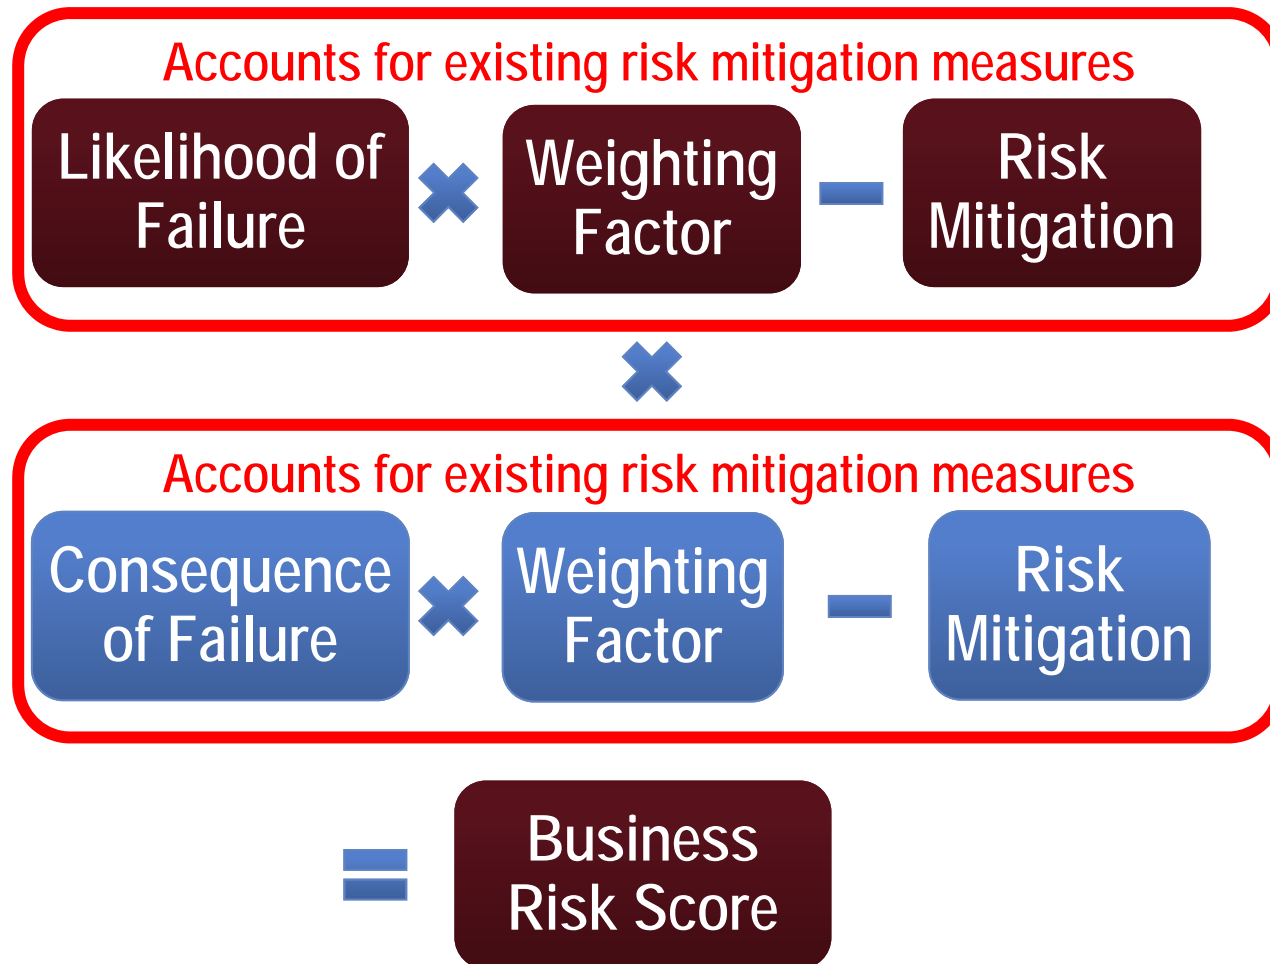 Accounts for existing risk mitigation measures
Likelihood of
Failure
Weighting
Factor
Risk
Mitigation
Accounts for existing risk mitigation measures
Consequence
of Failure
Weighting
Factor
Risk
Mitigation
Business
Risk Score